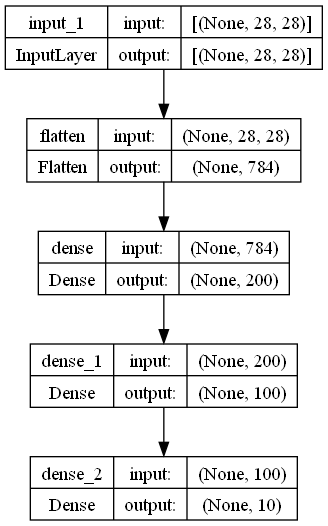 input_1 input: [(None, 28, 28)]
InputLayer output: [(None, 28, 28)]
flatten input: (None, 28, 28)
Flatten output: (None, 784)
dense input: (None, 784)
Dense output: (None, 200)
dense_1 input: (None, 200)
Dense output: (None, 100)
dense_2 input: (None, 100)
Dense output: (None, 10)